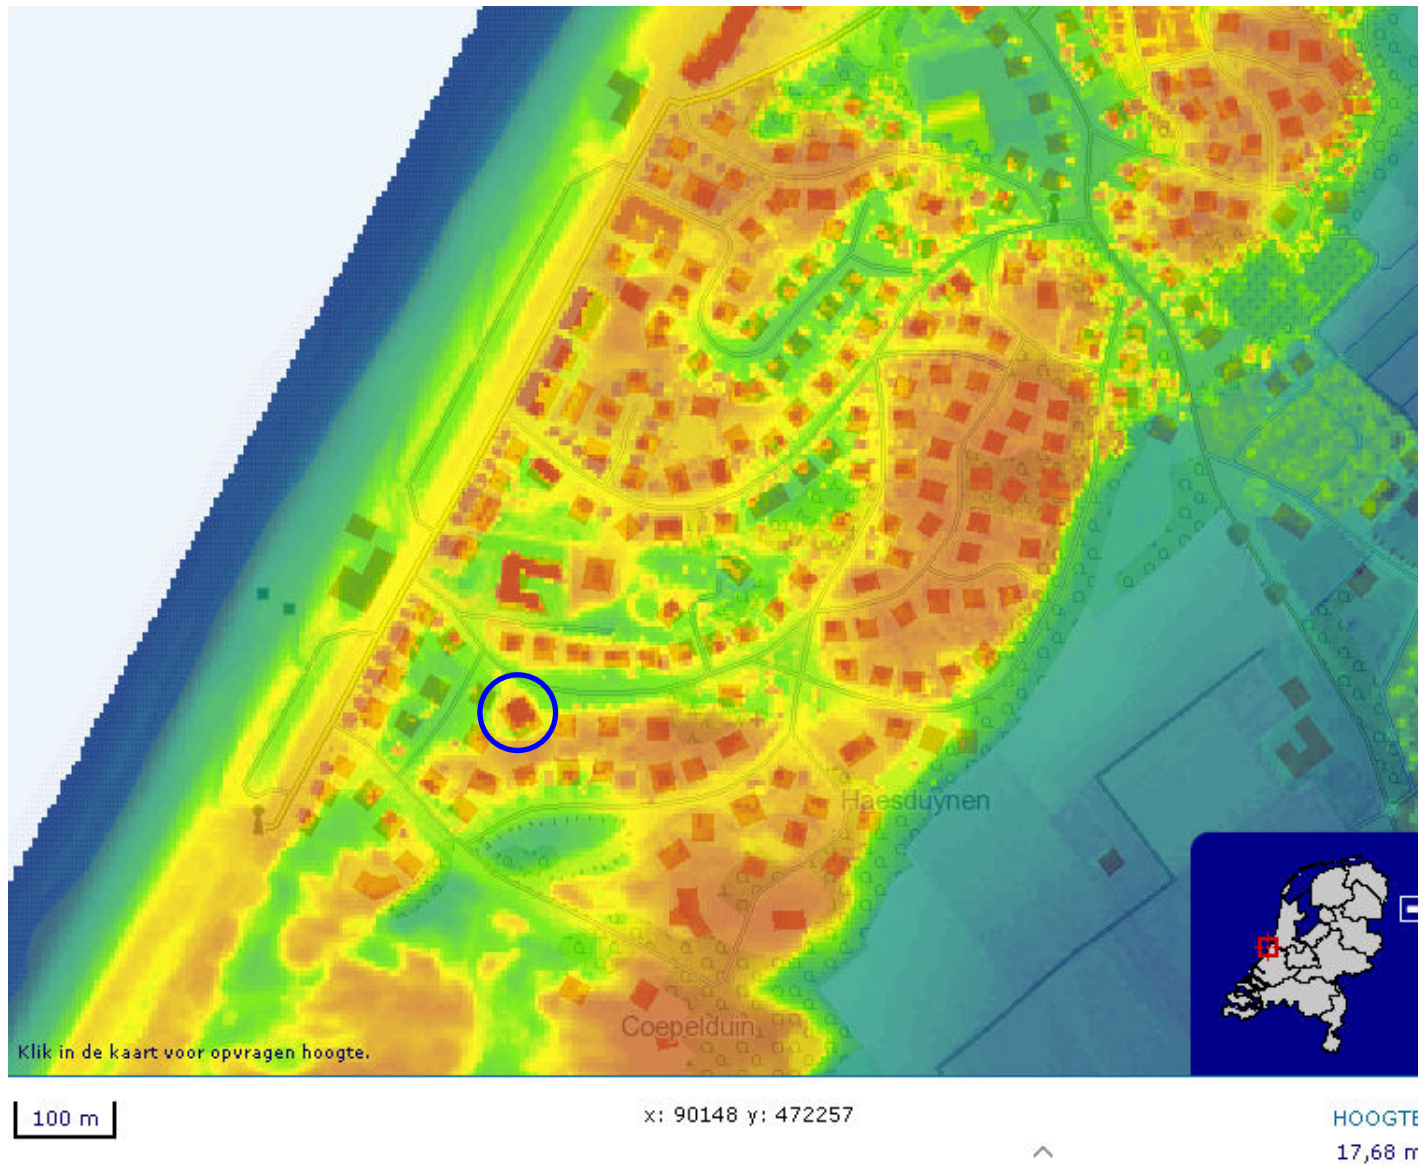 Haesduynen
Coepelduin
Klik in de kaart voor opvragen hoogte.
100 m
x: 90148 y: 472257
HOOGTE
17,68 m